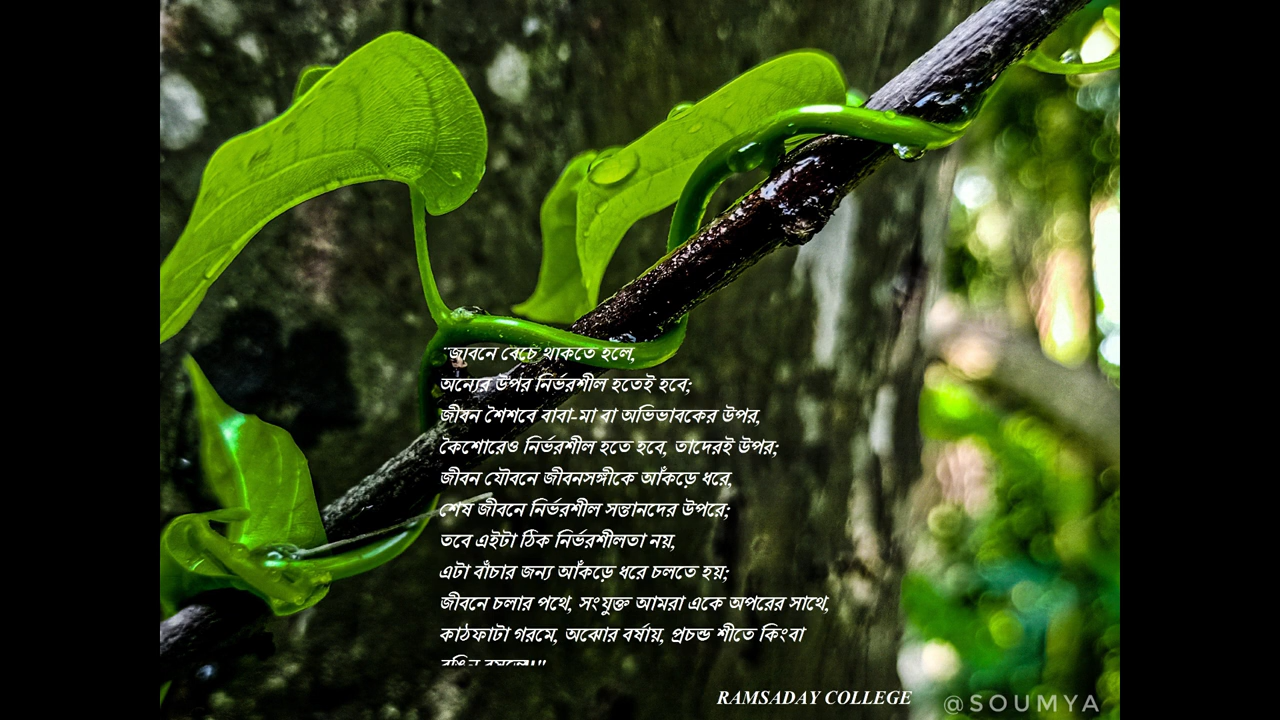 "জীবনে বেঁচে থাকতে হলে,
অন্যের উপর নির্ভরশীল হতেই হবে;
জীবন শৈশবে বাবা-মা বা অভিভাবকের উপর,
কৈশোরেও নির্ভরশীল হতে হবে, তাদেরই উপর;
জীবন যৌবনে জীবনসঙ্গীকে আঁকড়ে ধরে,
শেষ জীবনে নির্ভরশীল সন্তানদের উপরে;
তবে এইটা ঠিক নির্ভরশীলতা নয়,
এটা বাঁচার জন্য আঁকড়ে ধরে চলতে হয়;
জীবনে চলার পথে, সংযুক্ত আমরা একে অপরের সাথে,
কাঠফাটা গরমে, অঝোর বর্ষায়, প্রচন্ড শীতে কিংবা
RAMSADAY COLLEGE
@SOUMYA